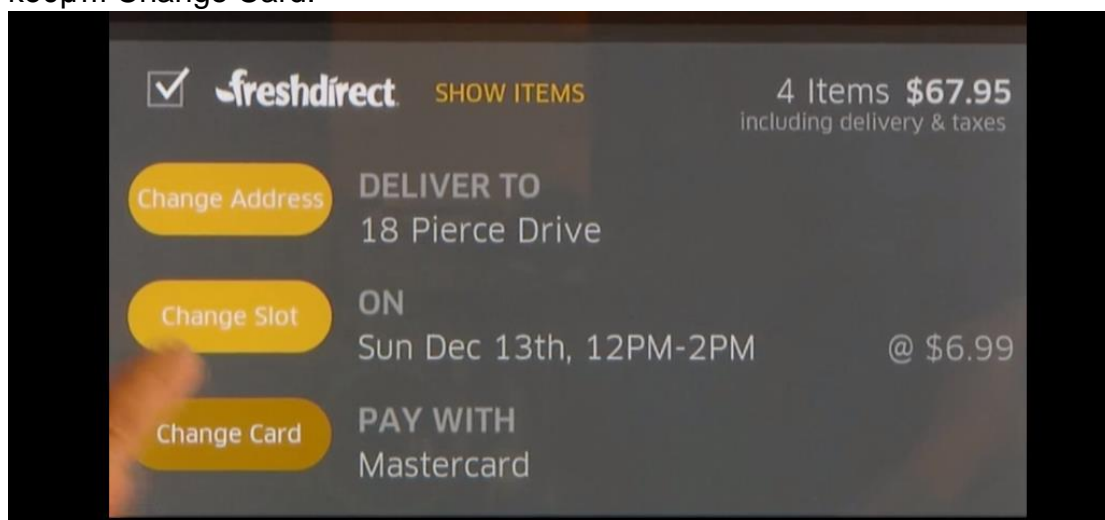 freshdirect SHOW ITEMS 4 Items $67.95
including delivery & taxes
Change Address
DELIVER TO
18 Pierce Drive
Change Slot
ON
Sun Dec 13th, 12PM-2PM @ $6.99
Change Card
PAY WITH
Mastercard